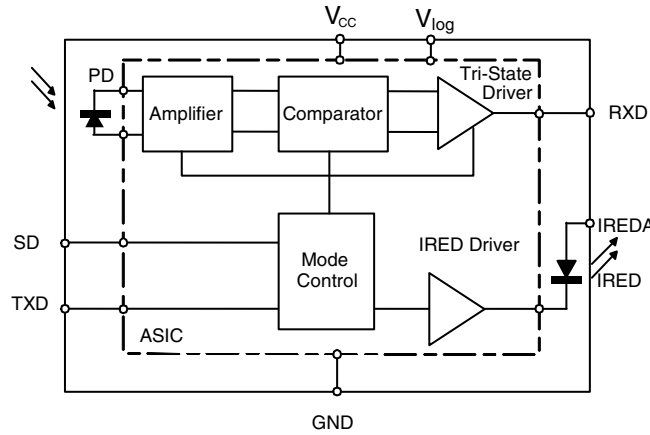 VCC
Vlog
PD
Tri-State
Driver
Amplifier
Comparator
RXD
SD
IRED Driver
IREDA
Mode
Control
IRED
TXD
ASIC
GND